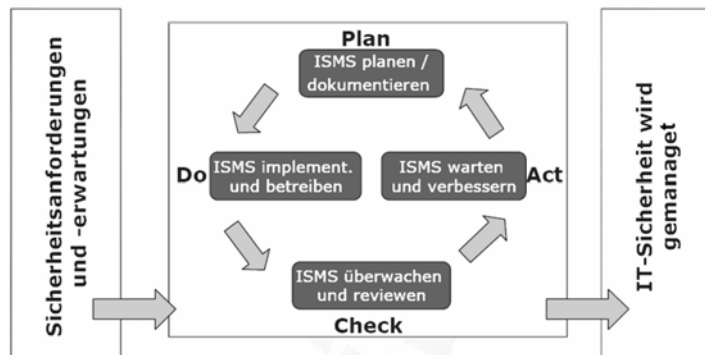 Sicherheitsanforderungen
und -erwartungen
Plan
ISMS planen /
dokumentieren
Do
ISMS implement.
und betreiben
ISMS warten
und verbessern
Act
ISMS überwachen
und reviewen
Check
IT-Sicherheit wird
gemanaget